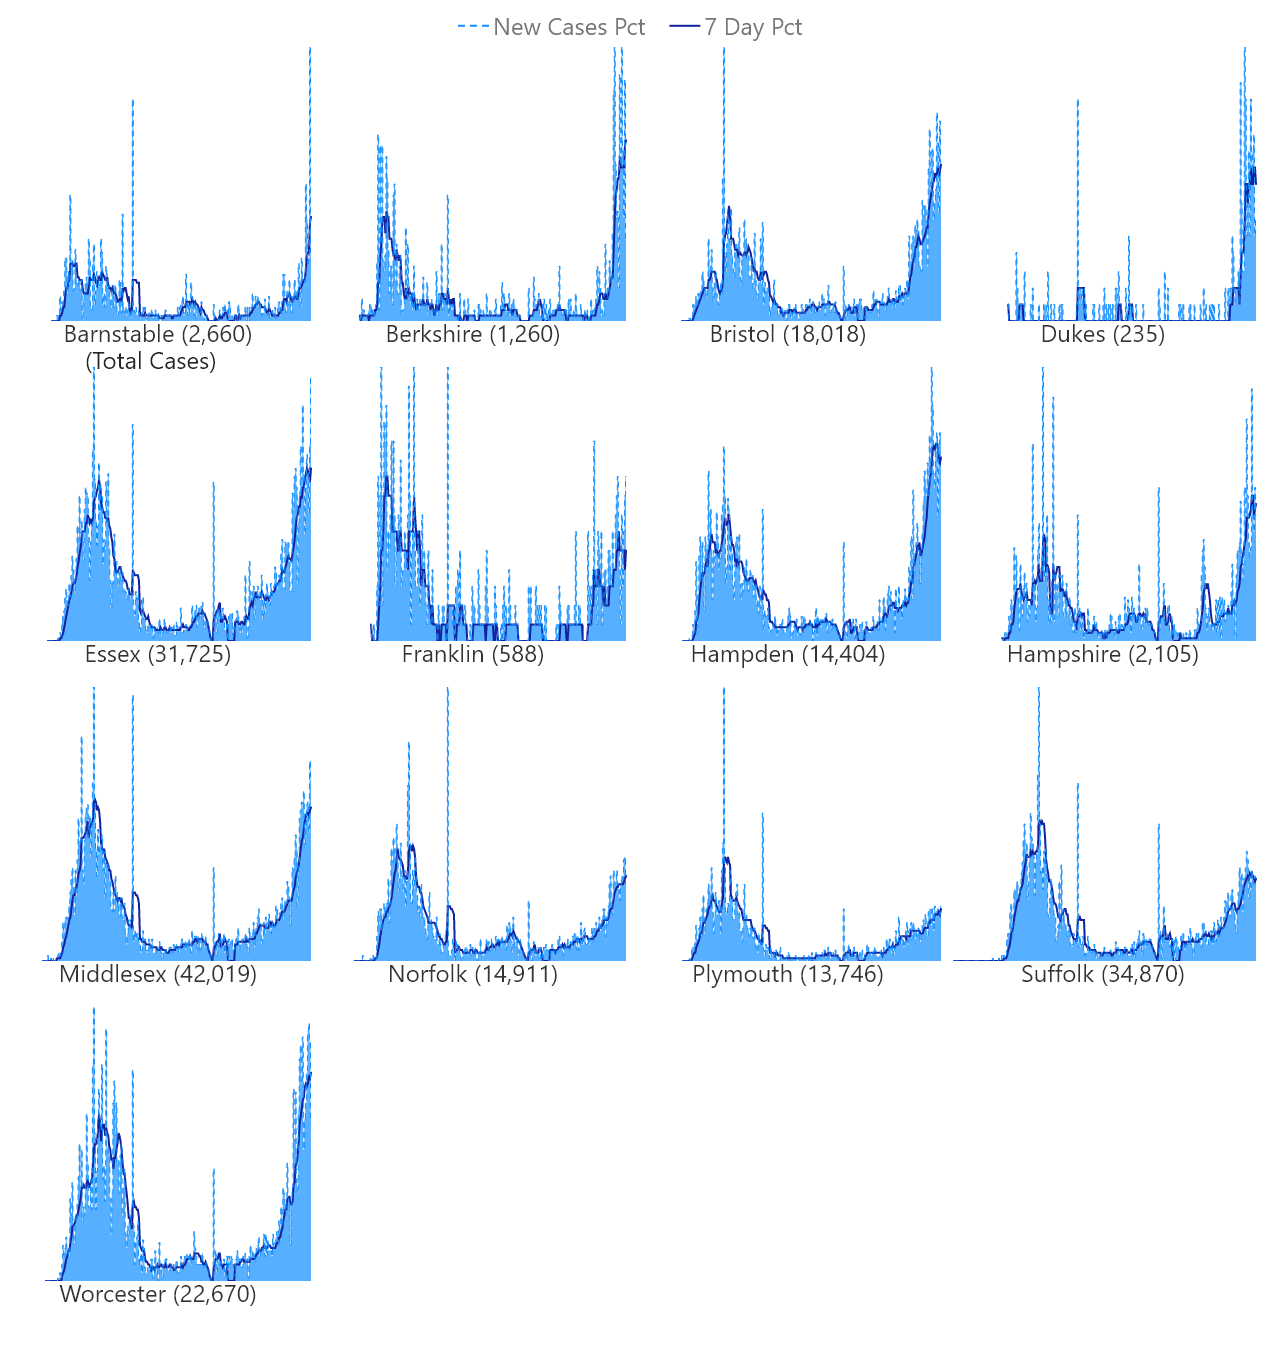 New Cases Pct 7 Day Pct
Barnstable (2,660) Berkshire (1,260) Bristol (18,018) Dukes (235)
(Total Cases)
Essex (31,725) Franklin (588) Hampden (14,404) Hampshire (2,105)
Middlesex (42,019) Norfolk (14,911) Plymouth (13,746) Suffolk (34,870)
Worcester (22,670)